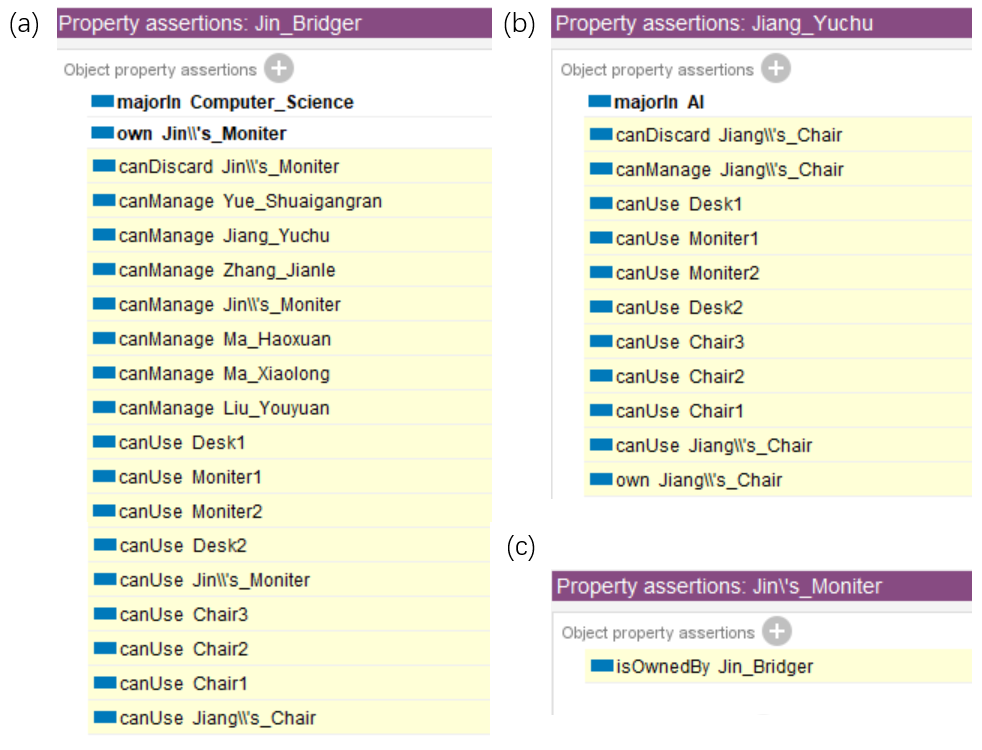 (a)
Property assertions: Jin_Bridger
Object property assertions
majorIn Computer_Science
own Jin\\'s_Moniter
canDiscard Jin\\'s_Moniter
canManage Yue_Shuaigangran
canManage Jiang_Yuchu
canManage Zhang_Jianle
canManage Jin\\'s_Moniter
canManage Ma_Haoxuan
canManage Ma_Xiaolong
canManage Liu_Youyuan
canUse Desk1
canUse Moniter1
canUse Moniter2
canUse Desk2
canUse Jin\\'s_Moniter
canUse Chair3
canUse Chair2
canUse Chair1
canUse Jiang\\'s_Chair
(b)
Property assertions: Jiang_Yuchu
Object property assertions
majorIn AI
canDiscard Jiang\\'s_Chair
canManage Jiang\\'s_Chair
canUse Desk1
canUse Moniter1
canUse Moniter2
canUse Desk2
canUse Chair3
canUse Chair2
canUse Chair1
canUse Jiang\\'s_Chair
own Jiang\\'s_Chair
(c)
Property assertions: Jin\'s_Moniter
Object property assertions
isOwnedBy Jin_Bridger